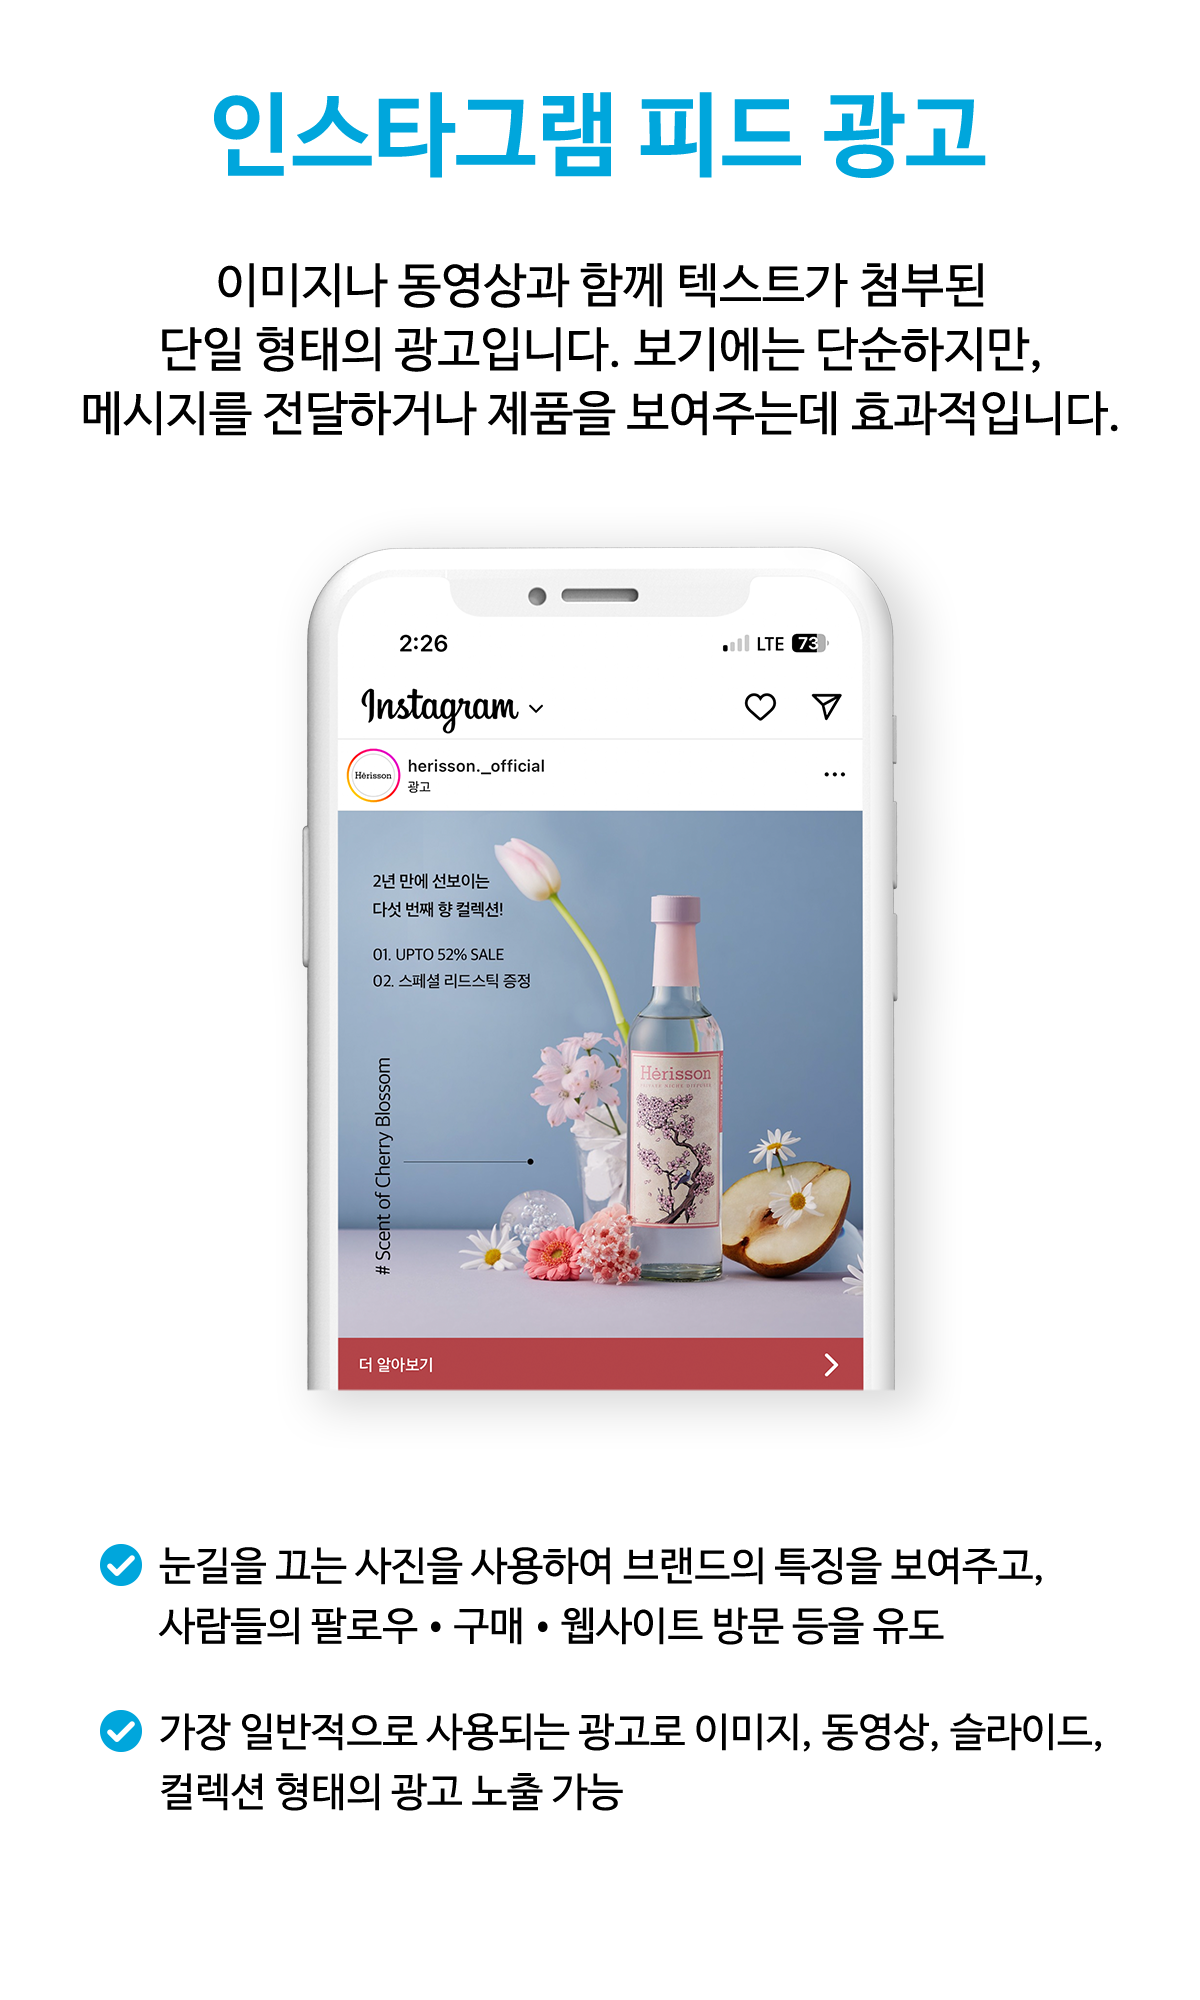 인스타그램 피드 광고
이미지나 동영상과 함께 텍스트가 첨부된
단일 형태의 광고입니다. 보기에는 단순하지만,
메시지를 전달하거나 제품을 보여주는데 효과적입니다.
2:26
LTE 73
Instagram
Hérisson
herisson._official
광고
2년 만에 선보이는
다섯 번째 향 컬렉션!
01. UPTO 52% SALE
02. 스페셜 리드스틱 증정
# Scent of Cherry Blossom
Hérisson
더 알아보기
눈길을 끄는 사진을 사용하여 브랜드의 특징을 보여주고,
사람들의 팔로우 • 구매 • 웹사이트 방문 등을 유도
가장 일반적으로 사용되는 광고로 이미지, 동영상, 슬라이드,
컬렉션 형태의 광고 노출 가능